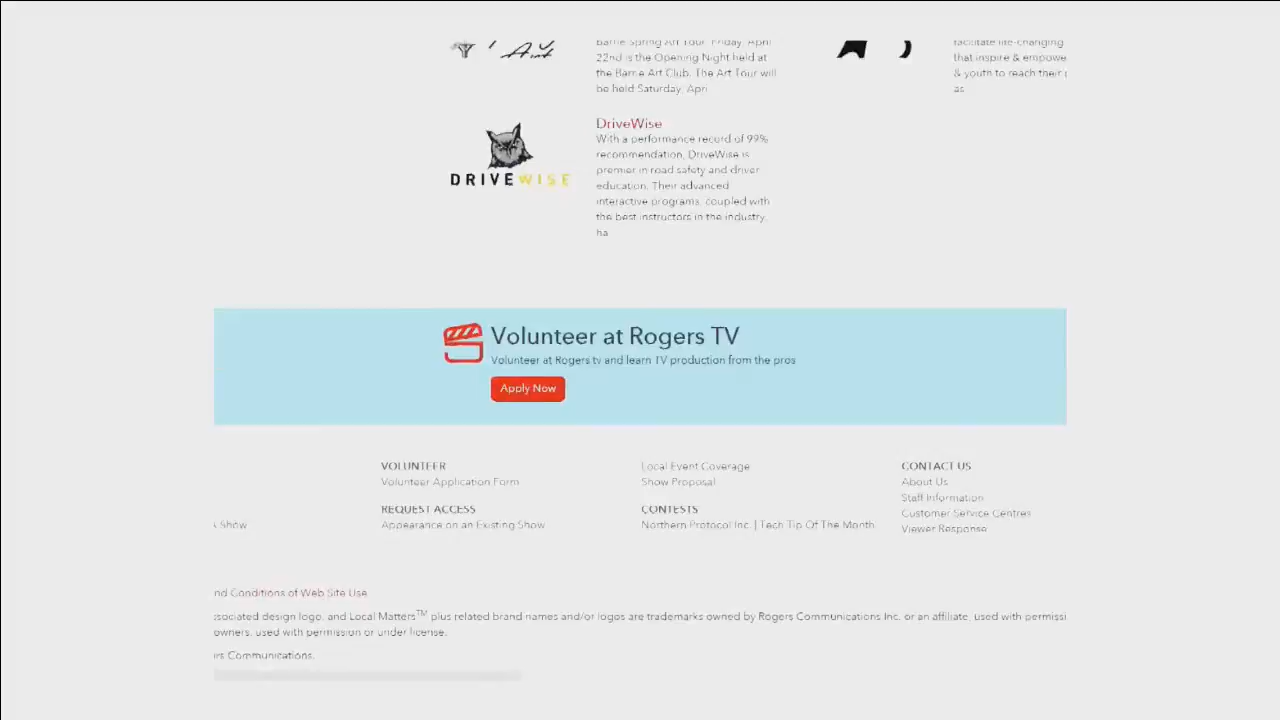 Barrie Spring Art Tour. Friday, April
22nd is the Opening Night held at
the Barrie Art Club. The Art Tour will
be held Saturday, Apri
facilitate life-changing
that inspire & empowe
& youth to reach their
as
DRIVEWISE
DriveWise
With a performance record of 99%
recommendation, DriveWise is
premier in road safety and driver
education. Their advanced
interactive programs, coupled with
the best instructors in the industry,
ha
Volunteer at Rogers TV
Volunteer at Rogers tv and learn TV production from the pros
Apply Now
VOLUNTEER
Volunteer Application Form
REQUEST ACCESS
Appearance on an Existing Show
Show
Local Event Coverage
Show Proposal
CONTESTS
Northern Protocol Inc. | Tech Tip Of The Month
CONTACT US
About Us
Staff Information
Customer Service Centres
Viewer Response
nd Conditions of Web Site Use
ssociated design logo, and Local Matters™ plus related brand names and/or logos are trademarks owned by Rogers Communications Inc. or an affiliate, used with permissi
owners, used with permission or under license.
rs Communications.